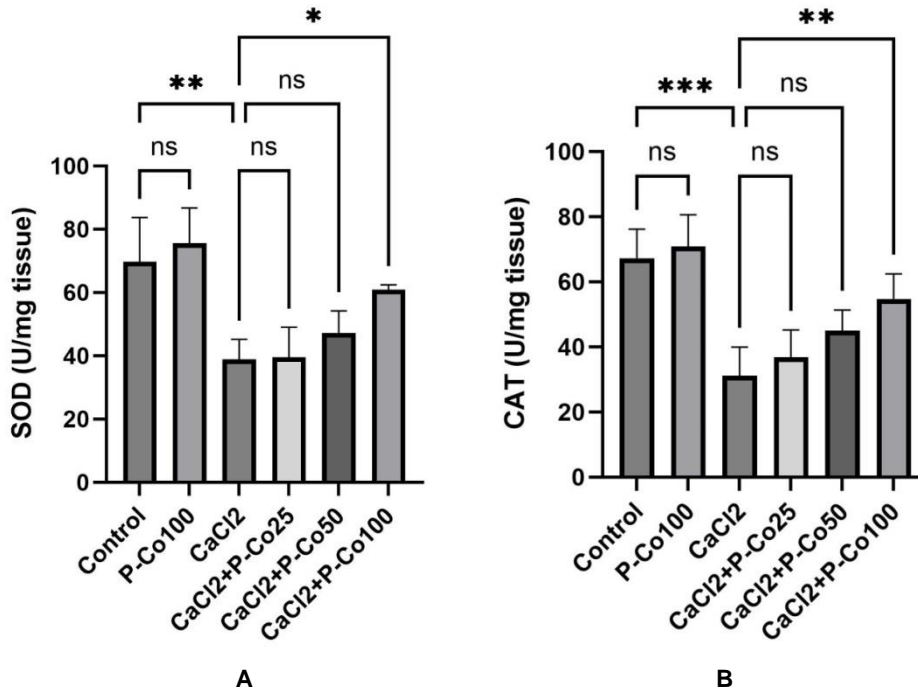 *
**
ns
ns
ns
100
80
60
40
20
0
SOD (U/mg tissue)
Control
P-Co100
CaCl2
CaCl2+P-Co25
CaCl2+P-Co50
CaCl2+P-Co100
A
**
***
ns
ns
ns
100
80
60
40
20
0
CAT (U/mg tissue)
Control
P-Co100
CaCl2
CaCl2+P-Co25
CaCl2+P-Co50
CaCl2+P-Co100
B